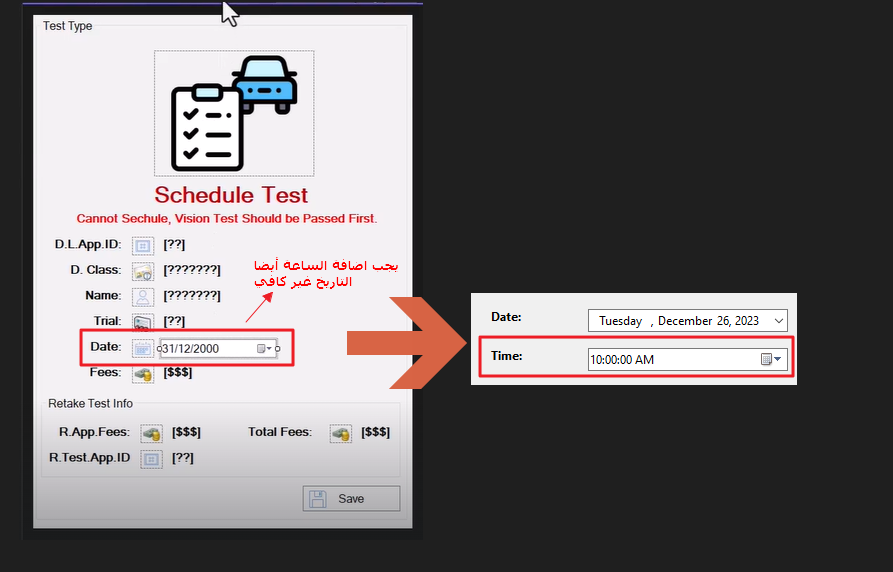 Test Type
Schedule Test
Cannot Sechule, Vision Test Should be Passed First.
D.L.App.ID: [??]
D. Class: [???????]
Name: [???????]
Trial: [??]
Date: 31/12/2000
Fees: [$$$]
يجب اضافة الساعة أيضا
التاريخ غير كافي
Retake Test Info
R.App.Fees: [$$$] Total Fees: [$$$]
R.Test.App.ID [??]
Save
Date: Tuesday , December 26, 2023
Time: 10:00:00 AM